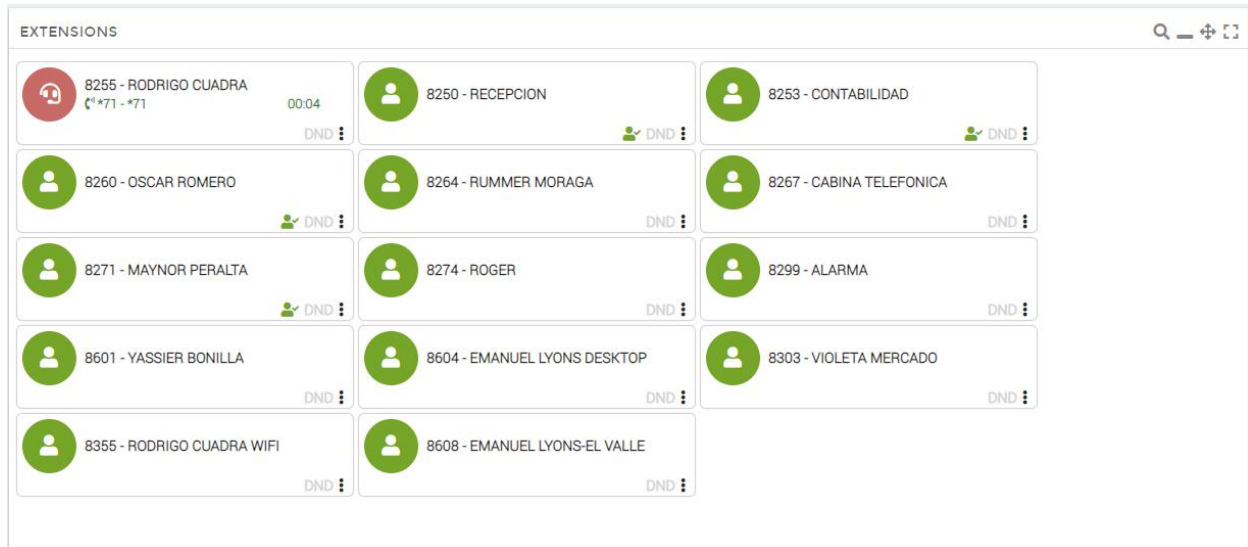 EXTENSIONS
8255 - RODRIGO CUADRA
*71 - *71 00:04
DND
8250 - RECEPCION
DND
8253 - CONTABILIDAD
DND
8260 - OSCAR ROMERO
DND
8264 - RUMMER MORAGA
DND
8267 - CABINA TELEFONICA
DND
8271 - MAYNOR PERALTA
DND
8274 - ROGER
DND
8299 - ALARMA
DND
8601 - YASSIER BONILLA
DND
8604 - EMANUEL LYONS DESKTOP
DND
8303 - VIOLETA MERCADO
DND
8355 - RODRIGO CUADRA WIFI
DND
8608 - EMANUEL LYONS-EL VALLE
DND